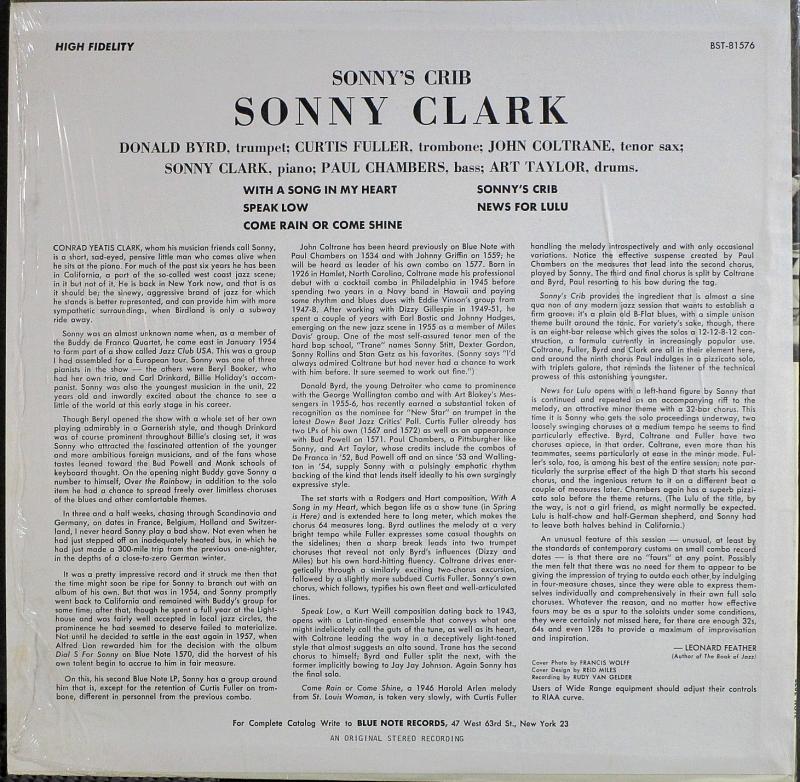 HIGH FIDELITY
BST-81576
SONNY'S CRIB
SONNY CLARK
DONALD BYRD, trumpet; CURTIS FULLER, trombone; JOHN COLTRANE, tenor sax;
SONNY CLARK, piano; PAUL CHAMBERS, bass; ART TAYLOR, drums.
WITH A SONG IN MY HEART
SPEAK LOW
COME RAIN OR COME SHINE
SONNY'S CRIB
NEWS FOR LULU
CONRAD YEATIS CLARK, whom his musician friends call Sonny,
is a short, sad-eyed, pensive little man who comes alive when
he sits at the piano. For much of the past six years he has been
in California, a part of the so-called west coast jazz scene;
in it but not of it. He is back in New York now, and that is as
it should be; the sinewy, aggressive brand of jazz for which
he stands is better represented, and can provide him with more
sympathetic surroundings, when Birdland is only a subway
ride away.
Sonny was an almost unknown name when, as a member of
the Buddy de Franco Quartet, he came east in January 1954
to form part of a show called Jazz Club USA. This was a group
I had assembled for a European tour. Sonny was one of three
pianists in the show — the others were Beryl Booker, who
had her own trio, and Carl Drinkard, Billie Holiday's accom-
panist. Sonny was also the youngest musician in the unit, 22
years old and inwardly excited about the chance to see a
little of the world at this early stage in his career.
Though Beryl opened the show with a whole set of her own
playing admirably in a Garnerish style, and though Drinkard
was of course prominent throughout Billie's closing set, it was
Sonny who attracted the fascinated attention of the younger
and more ambitious foreign musicians, and of the fans whose
tastes leaned toward the Bud Powell and Monk schools of
keyboard thought. On the opening night Buddy gave Sonny a
number to himself, Over the Rainbow; in addition to the solo
item he had a chance to spread freely over limitless choruses
of the blues and other comfortable themes.
In three and a half weeks, chasing through Scandinavia and
Germany, on dates in France, Belgium, Holland and Switzer-
land, I never heard Sonny play a bad show. Not even when he
had just stepped off an inadequately heated bus, in which he
had just made a 300-mile trip from the previous one-nighter,
in the depths of a close-to-zero German winter.
It was a pretty impressive record and it struck me then that
the time might soon be ripe for Sonny to branch out with an
album of his own. But that was in 1954, and Sonny promptly
went back to California and remained with Buddy's group for
some time; after that, though he spent a full year at the Light-
house and was fairly well accepted in local jazz circles, the
prominence he had seemed to deserve failed to materialize.
Not until he decided to settle in the east again in 1957, when
Alfred Lion rewarded him for the decision with the album
Dial S For Sonny on Blue Note 1570, did the harvest of his
own talent begin to accrue to him in fair measure.
On this, his second Blue Note LP, Sonny has a group around
him that is, except for the retention of Curtis Fuller on trom-
bone, different in personnel from the previous combo.
John Coltrane has been heard previously on Blue Note with
Paul Chambers on 1534 and with Johnny Griffin on 1559; he
will be heard as leader of his own combo on 1577. Born in
1926 in Hamlet, North Carolina, Coltrane made his professional
debut with a cocktail combo in Philadelphia in 1945 before
spending two years in a Navy band in Hawaii and paying
some rhythm and blues dues with Eddie Vinson's group from
1947-8. After working with Dizzy Gillespie in 1949-51, he
spent a couple of years with Earl Bostic and Johnny Hodges,
emerging on the new jazz scene in 1955 as a member of Miles
Davis' group. One of the most self-assured tenor men of the
hard bop school, "Trane" names Sonny Stitt, Dexter Gordon,
Sonny Rollins and Stan Getz as his favorites. (Sonny says "I'd
always admired Coltrane but had never had a chance to work
with him before. It sure seemed to work out fine.")
Donald Byrd, the young Detroiter who came to prominence
with the George Wallington combo and with Art Blakey's Mes-
sengers in 1955-6, has recently earned a substantial token of
recognition as the nominee for "New Star" on trumpet in the
latest Down Beat Jazz Critics' Poll. Curtis Fuller already has
two LPs of his own (1567 and 1572) as well as an appearance
with Bud Powell on 1571. Paul Chambers, a Pittsburgher like
Sonny, and Art Taylor, whose credits include the combos of
De Franco in '52, Bud Powell off and on since '53 and Walling-
ton in '54, supply Sonny with a pulsingly emphatic rhythm
backing of the kind that lends itself ideally to his own surgingly
expressive style.
The set starts with a Rodgers and Hart composition, With A
Song in My Heart, which began life as a show tune (in Spring
is Here) and is extended here to long meter, which makes the
chorus 64 measures long. Byrd outlines the melody at a very
bright tempo while Fuller expresses some casual thoughts on
the sidelines; then a sharp break leads into two trumpet
choruses that reveal not only Byrd's influences (Dizzy and
Miles) but his own hard-hitting fluency. Coltrane drives ener-
getically through a similarly exciting two-chorus excursion,
followed by a slightly more subdued Curtis Fuller. Sonny's own
chorus, which follows, typifies his own fleet and well-articulated
lines.
Speak Low, a Kurt Weill composition dating back to 1943,
opens with a Latin-tinged ensemble that conveys what one
might indelicately call the guts of the tune, as well as its heart,
with Coltrane leading the way in a deceptively light-toned
style that almost suggests an alto sound. Trane has the second
chorus to himself; Byrd and Fuller split the next, with the
former implicitly bowing to Jay Jay Johnson. Again Sonny has
the final solo.
Come Rain or Come Shine, a 1946 Harold Arlen melody
from St. Louis Woman, is taken very slowly, with Curtis Fuller
handling the melody introspectively and with only occasional
variations. Notice the effective suspense created by Paul
Chambers on the measures that lead into the second chorus,
played by Sonny. The third and final chorus is split by Coltrane
and Byrd, Paul resorting to his bow during the tag.
Sonny's Crib provides the ingredient that is almost a sine
qua non of any modern jazz session that wants to establish a
firm groove: it's a plain old B-Flat blues, with a simple unison
theme built around the tonic. For variety's sake, though, there
is an eight-bar release which gives the solos a 12-12-8-12 con-
struction, a formula currently in increasingly popular use.
Coltrane, Fuller, Byrd and Clark are all in their element here,
and around the ninth chorus Paul indulges in a pizzicato solo,
with triplets galore, that reminds the listener of the technical
prowess of this astonishing youngster.
News for Lulu opens with a left-hand figure by Sonny that
is continued and repeated as an accompanying riff to the
melody, an attractive minor theme with a 32-bar chorus. This
time it is Sonny who gets the solo proceedings underway, two
loosely swinging choruses at a medium tempo he seems to find
particularly effective. Byrd, Coltrane and Fuller have two
choruses apiece, in that order. Coltrane, even more than his
teammates, seems particularly at ease in the minor mode. Ful-
ler's solo, too, is among his best of the entire session; note par-
ticularly the surprise effect of the high D that starts his second
chorus, and the ingenious return to it on a different beat a
couple of measures later. Chambers again has a superb pizzi-
cato solo before the theme returns. (The Lulu of the title, by
the way, is not a girl friend, as might normally be expected.
Lulu is half-chow and half-German shepherd, and Sonny had
to leave both halves behind in California.)
An unusual feature of this session — unusual, at least by
the standards of contemporary customs on small combo record
dates — is that there are no "fours" at any point. Possibly
the men felt that there was no need for them to appear to be
giving the impression of trying to outdo each other by indulging
in four-measure chases, since they were able to express them-
selves individually and comprehensively in their own full solo
choruses. Whatever the reason, and no matter how effective
fours may be as a spur to the soloists under some conditions,
they were certainly not missed here, for there are enough 32s,
64s and even 128s to provide a maximum of improvisation
and inspiration.
— LEONARD FEATHER
(Author of The Book of Jazz)
Cover Photo by FRANCIS WOLFF
Cover Design by REID MILES
Recording by RUDY VAN GELDER
Users of Wide Range equipment should adjust their controls
to RIAA curve.
For Complete Catalog Write to BLUE NOTE RECORDS, 47 West 63rd St., New York 23
AN ORIGINAL STEREO RECORDING